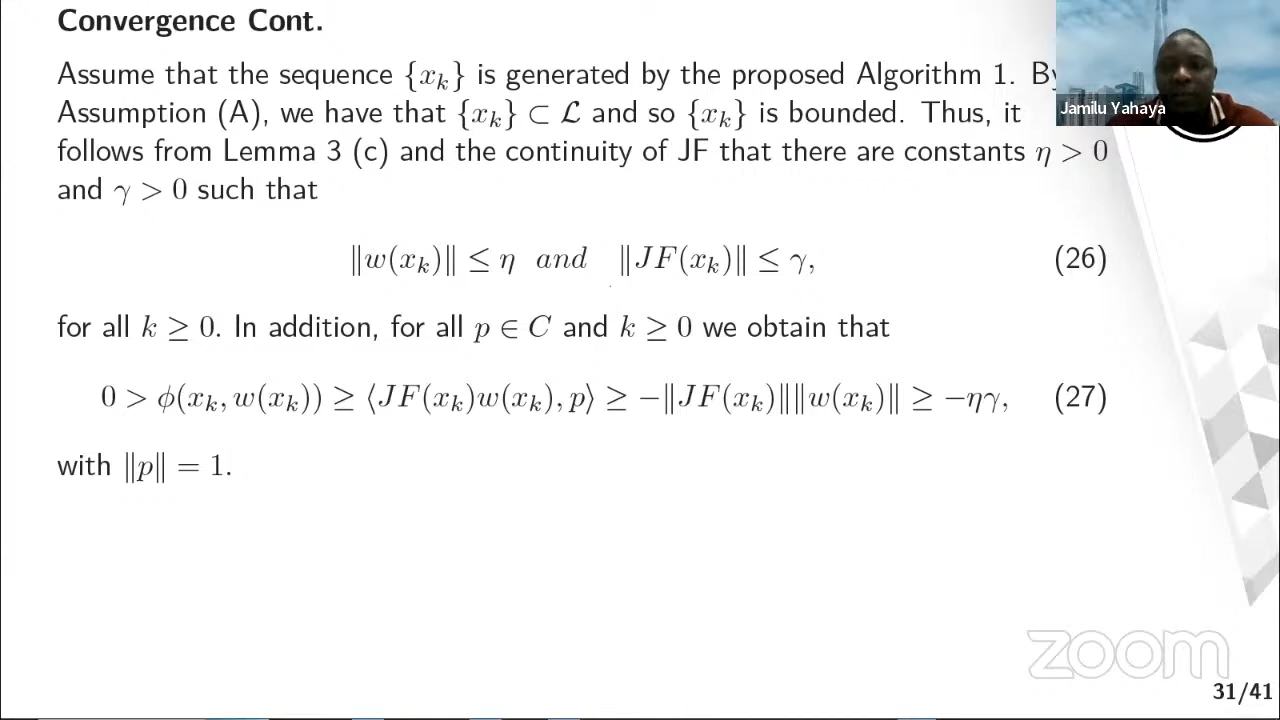 Convergence Cont.
Assume that the sequence {x_k} is generated by the proposed Algorithm 1. By
Jamilu Yahaya
Assumption (A), we have that {x_k} ⊂ ℒ and so {x_k} is bounded. Thus, it
follows from Lemma 3 (c) and the continuity of JF that there are constants η > 0
and γ > 0 such that
‖w(x_k)‖ ≤ η and ‖JF(x_k)‖ ≤ γ, (26)
for all k ≥ 0. In addition, for all p ∈ C and k ≥ 0 we obtain that
0 > ϕ(x_k, w(x_k)) ≥ ⟨JF(x_k)w(x_k), p⟩ ≥ −‖JF(x_k)‖‖w(x_k)‖ ≥ −ηγ, (27)
with ‖p‖ = 1.
zoom
31/41